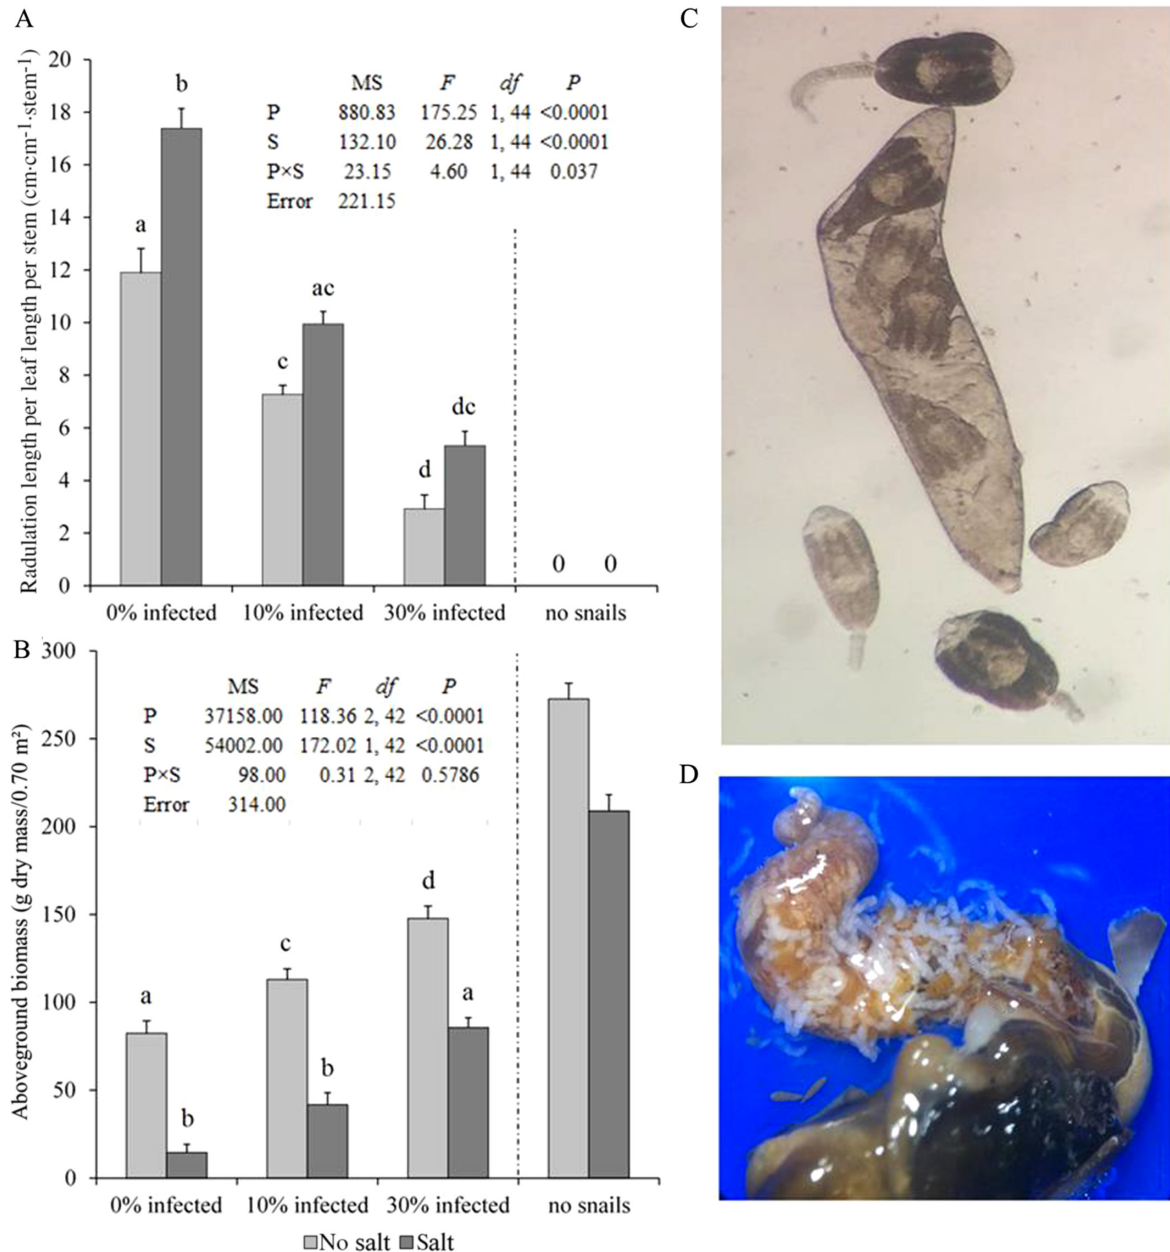 A
Radulation length per leaf length per stem (cm·cm⁻¹·stem⁻¹)
20
18
16
14
12
10
8
6
4
2
0
MS F df P
P 880.83 175.25 1, 44 <0.0001
S 132.10 26.28 1, 44 <0.0001
P×S 23.15 4.60 1, 44 0.037
Error 221.15
a b
c ac
d dc
0 0
0% infected 10% infected 30% infected no snails
B
Aboveground biomass (g dry mass/0.70 m²)
300
250
200
150
100
50
0
MS F df P
P 37158.00 118.36 2, 42 <0.0001
S 54002.00 172.02 1, 42 <0.0001
P×S 98.00 0.31 2, 42 0.5786
Error 314.00
a b
c b
d a
0% infected 10% infected 30% infected no snails
No salt Salt
C
D